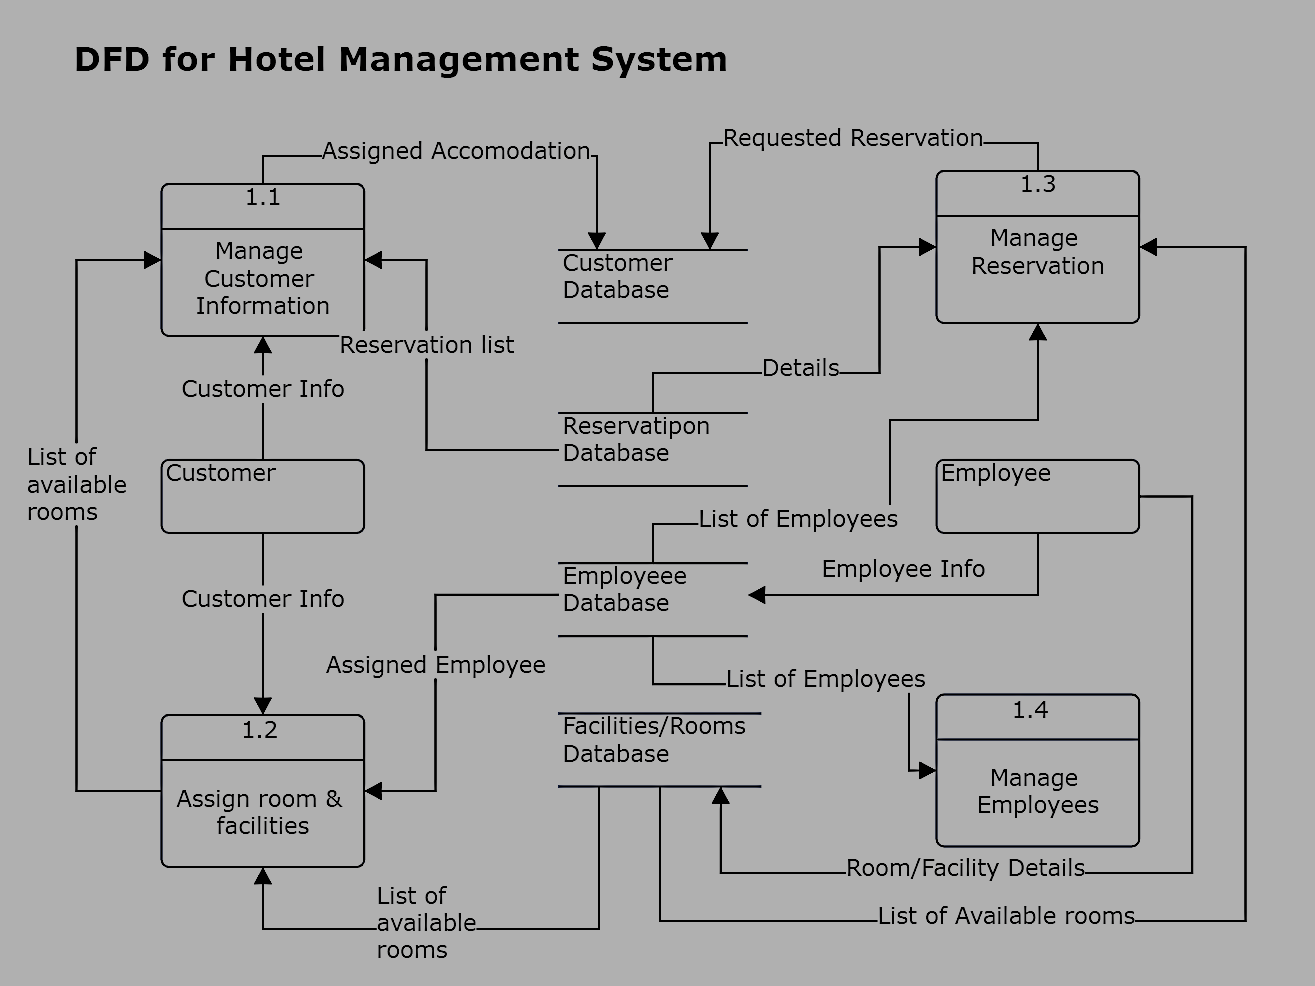 DFD for Hotel Management System
Assigned Accomodation
Requested Reservation
1.1
Manage
Customer
Information
1.3
Manage
Reservation
Customer
Database
Reservation list
Details
Customer Info
Reservatipon
Database
List of
available
rooms
Customer
Employee
List of Employees
Employee Info
Employeee
Database
Customer Info
Assigned Employee
List of Employees
1.2
Assign room &
facilities
Facilities/Rooms
Database
1.4
Manage
Employees
Room/Facility Details
List of
available
rooms
List of Available rooms